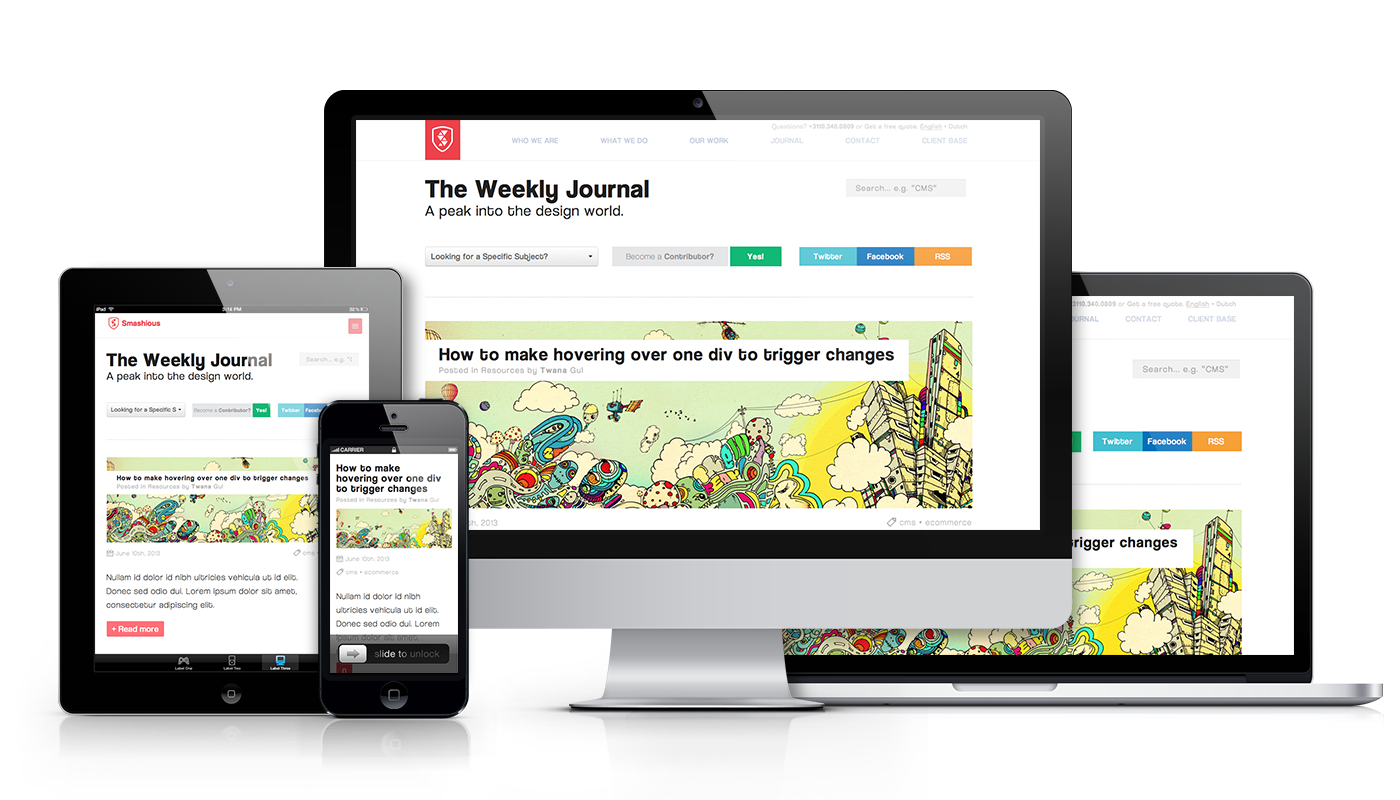 Questions? +3110.340.0809 or Get a free quote. English • Dutch
WHO WE ARE WHAT WE DO OUR WORK JOURNAL CONTACT CLIENT BASE
The Weekly Journal
A peak into the design world.
Search... e.g. "CMS"
Looking for a Specific Subject?
Become a Contributor?
Yes!
Twitter Facebook RSS
How to make hovering over one div to trigger changes
Posted in Resources by Twana Gul
2013
cms • ecommerce
iPad
3:14 PM
Smashious
The Weekly Journal
A peak into the design world.
Search... e.g. "
Looking for a Specific S
Become a Contributor?
Yes!
Twitter
How to make hovering over one div to trigger changes
Posted in Resources by Twana Gul
June 10th, 2013
cms •
Nullam id dolor id nibh ultricies vehicula ut id elit.
Donec sed odio dui. Lorem ipsum dolor sit amet,
consectetur adipiscing elit.
+ Read more
Label One Label Two Label Three
CARRIER
How to make
hovering over one div
to trigger changes
Posted in Resources by Twana Gul
June 10th, 2013
cms • ecommerce
Nullam id dolor id nibh
ultricies vehicula ut id elit.
Donec sed odio dui. Lorem
ipsum dolor sit amet,
slide to unlock
3110.340.0809 or Get a free quote. English • Dutch
URNAL CONTACT CLIENT BASE
Search... e.g. "CMS"
Twitter Facebook RSS
trigger changes